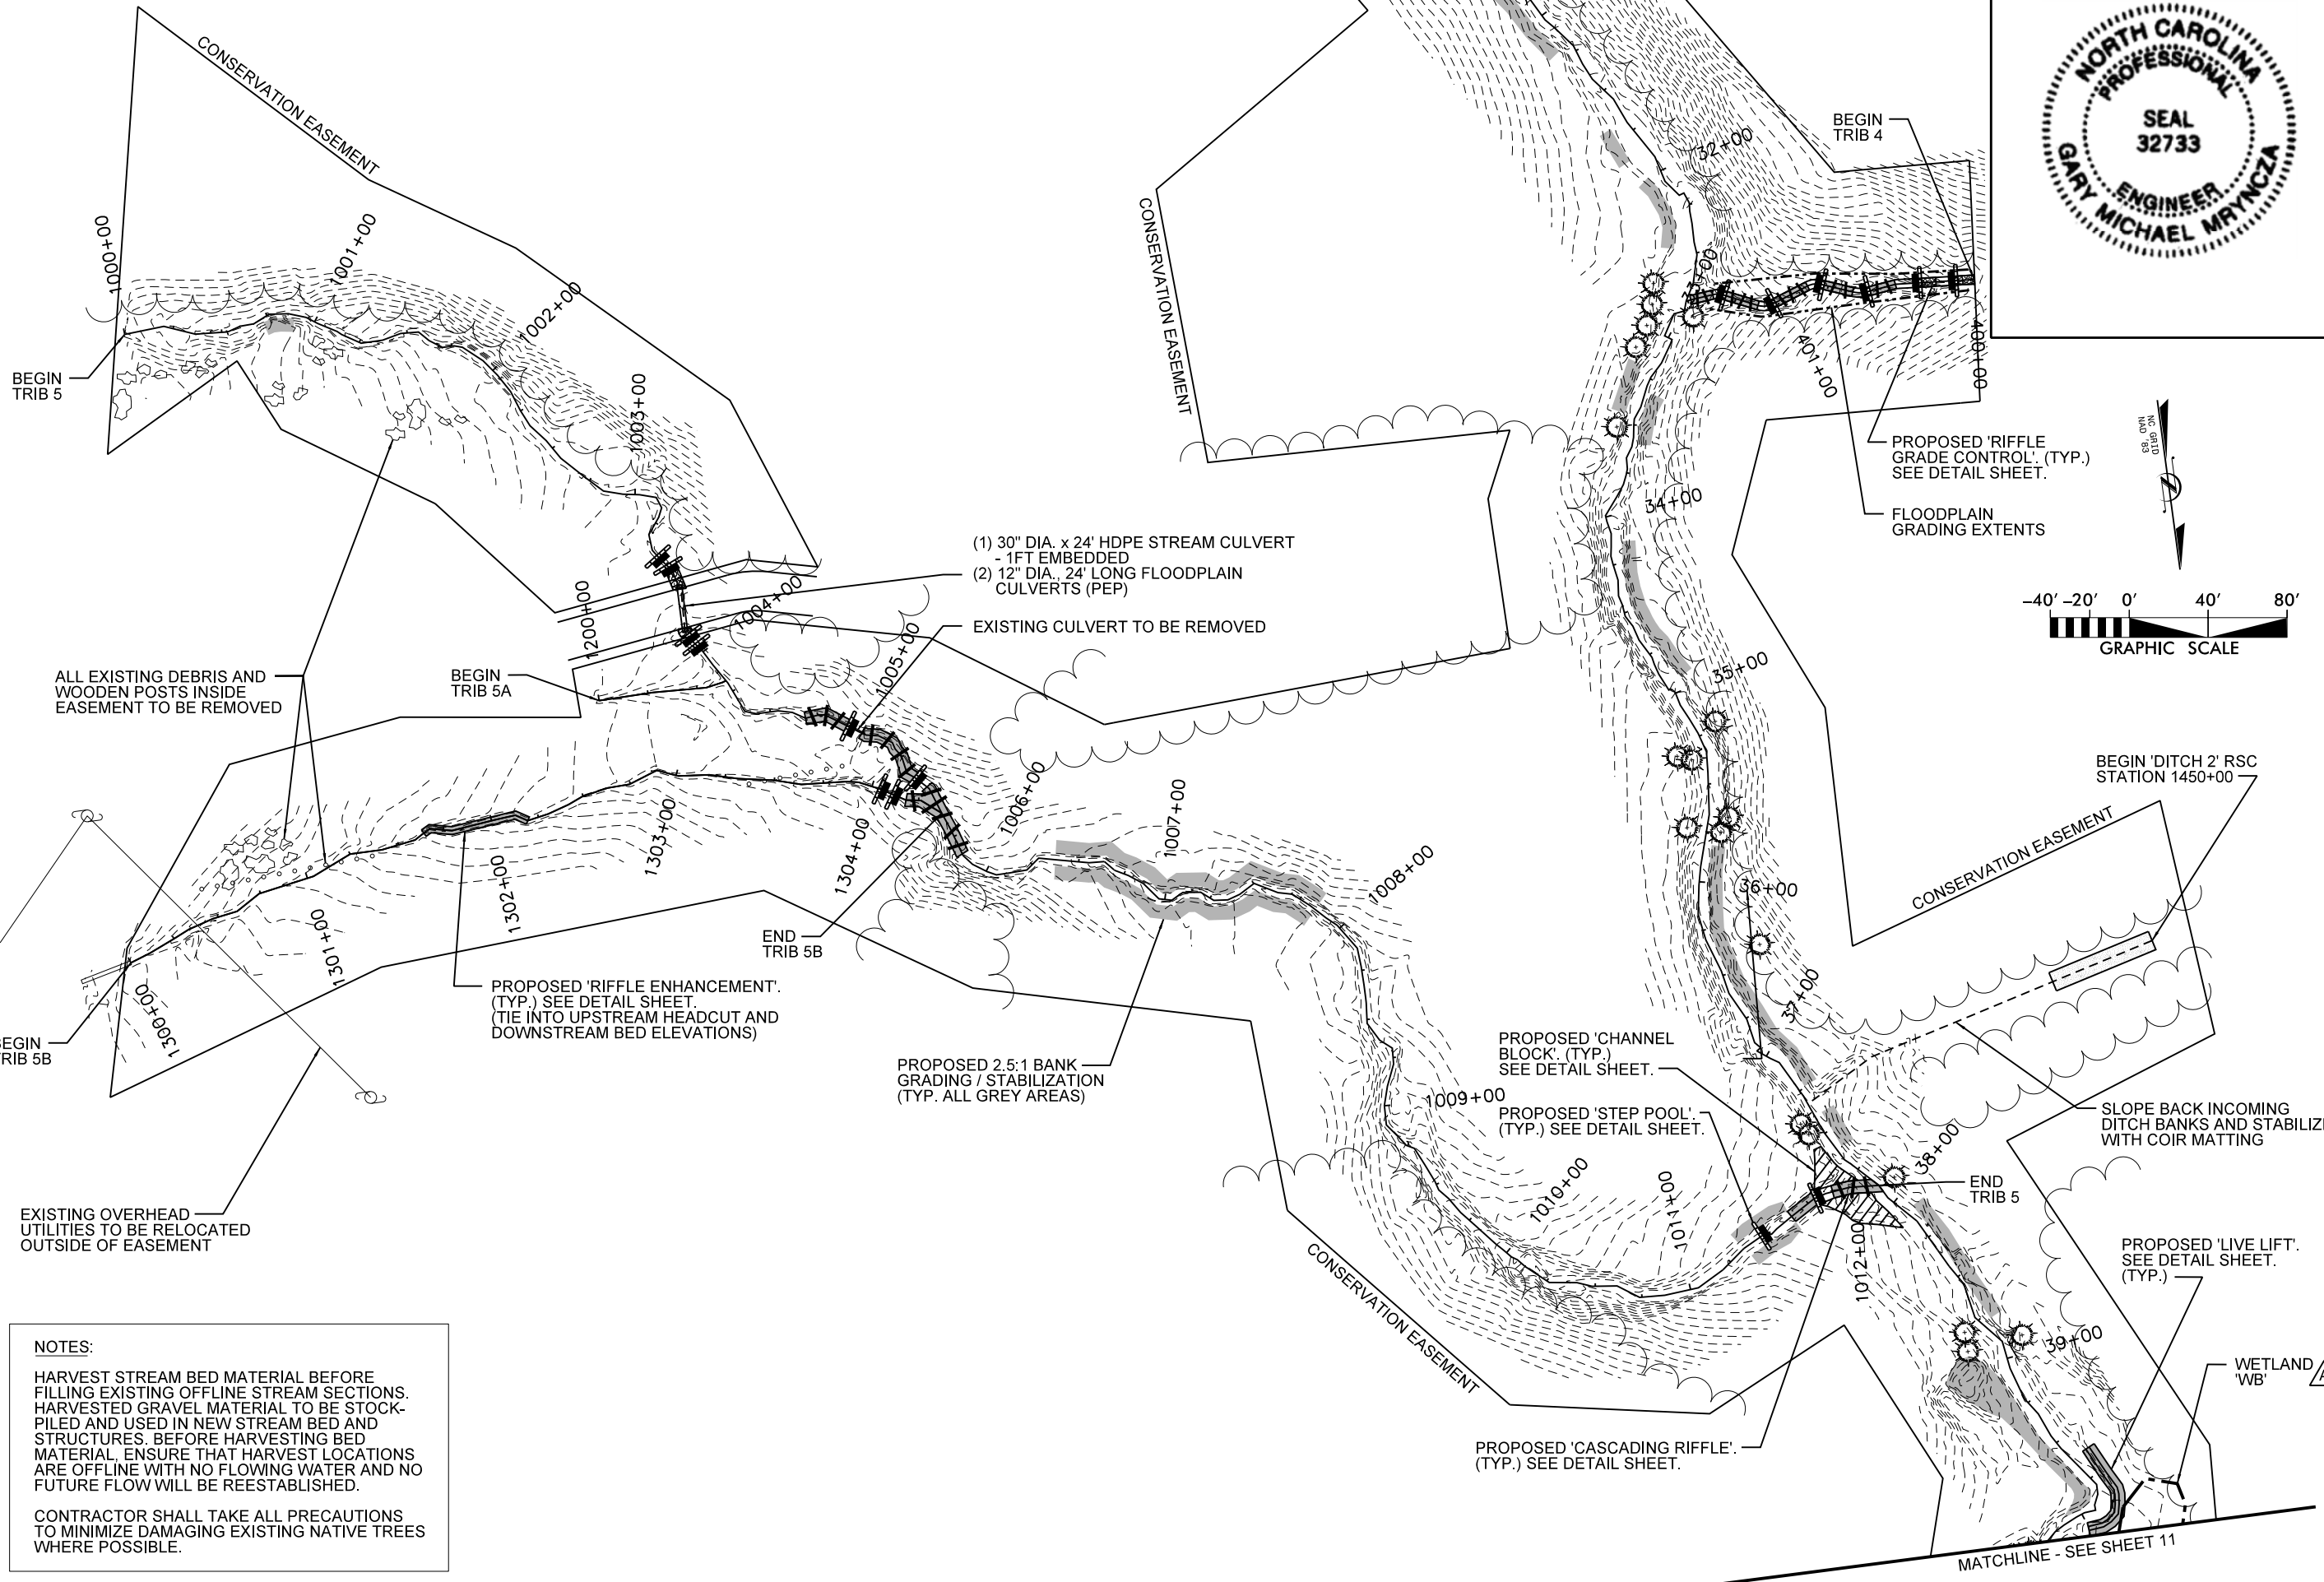 CONSERVATION EASEMENT
1000+00
1001+00
1002+00
1003+00
1200+00
1004+00
1005+00
1006+00
1007+00
1008+00
1009+00
1010+00
1011+00
1012+00
1300+00
1301+00
1302+00
1303+00
1304+00
BEGIN
TRIB 5
ALL EXISTING DEBRIS AND
WOODEN POSTS INSIDE
EASEMENT TO BE REMOVED
BEGIN
TRIB 5A
(1) 30" DIA. x 24' HDPE STREAM CULVERT
- 1FT EMBEDDED
(2) 12" DIA., 24' LONG FLOODPLAIN
CULVERTS (PEP)
EXISTING CULVERT TO BE REMOVED
END
TRIB 5B
PROPOSED 'RIFFLE ENHANCEMENT'.
(TYP.) SEE DETAIL SHEET.
(TIE INTO UPSTREAM HEADCUT AND
DOWNSTREAM BED ELEVATIONS)
PROPOSED 2.5:1 BANK
GRADING / STABILIZATION
(TYP. ALL GREY AREAS)
EGIN
RIB 5B
EXISTING OVERHEAD
UTILITIES TO BE RELOCATED
OUTSIDE OF EASEMENT
CONSERVATION EASEMENT
32+00
34+00
35+00
36+00
37+00
38+00
39+00
BEGIN
TRIB 4
401+00
400+00
PROPOSED 'RIFFLE
GRADE CONTROL'. (TYP.)
SEE DETAIL SHEET.
FLOODPLAIN
GRADING EXTENTS
NORTH CAROLINA
PROFESSIONAL
SEAL
32733
ENGINEER
GARY MICHAEL MRYNCZA
NC GRID
NAD '83
-40' -20' 0' 40' 80'
GRAPHIC SCALE
BEGIN 'DITCH 2' RSC
STATION 1450+00
CONSERVATION EASEMENT
PROPOSED 'CHANNEL
BLOCK'. (TYP.)
SEE DETAIL SHEET.
PROPOSED 'STEP POOL'.
(TYP.) SEE DETAIL SHEET.
SLOPE BACK INCOMING
DITCH BANKS AND STABILIZE
WITH COIR MATTING
END
TRIB 5
PROPOSED 'LIVE LIFT'.
SEE DETAIL SHEET.
(TYP.)
WETLAND
'WB'
CONSERVATION EASEMENT
PROPOSED 'CASCADING RIFFLE'.
(TYP.) SEE DETAIL SHEET.
MATCHLINE - SEE SHEET 11
NOTES:
HARVEST STREAM BED MATERIAL BEFORE
FILLING EXISTING OFFLINE STREAM SECTIONS.
HARVESTED GRAVEL MATERIAL TO BE STOCK-
PILED AND USED IN NEW STREAM BED AND
STRUCTURES. BEFORE HARVESTING BED
MATERIAL, ENSURE THAT HARVEST LOCATIONS
ARE OFFLINE WITH NO FLOWING WATER AND NO
FUTURE FLOW WILL BE REESTABLISHED.
CONTRACTOR SHALL TAKE ALL PRECAUTIONS
TO MINIMIZE DAMAGING EXISTING NATIVE TREES
WHERE POSSIBLE.